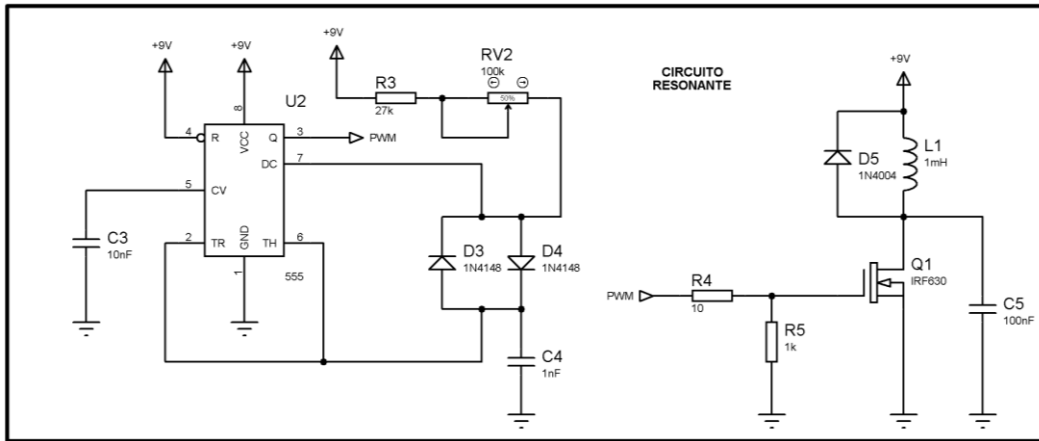 +9V
+9V
+9V
R3
27k
RV2
100k
50%
U2
8
4
R
VCC
Q
3
PWM
DC
7
5
CV
2
TR
GND
TH
6
1
555
C3
10nF
D3
1N4148
D4
1N4148
C4
1nF
CIRCUITO
RESONANTE
+9V
D5
1N4004
L1
1mH
PWM
R4
10
R5
1k
Q1
IRF630
C5
100nF